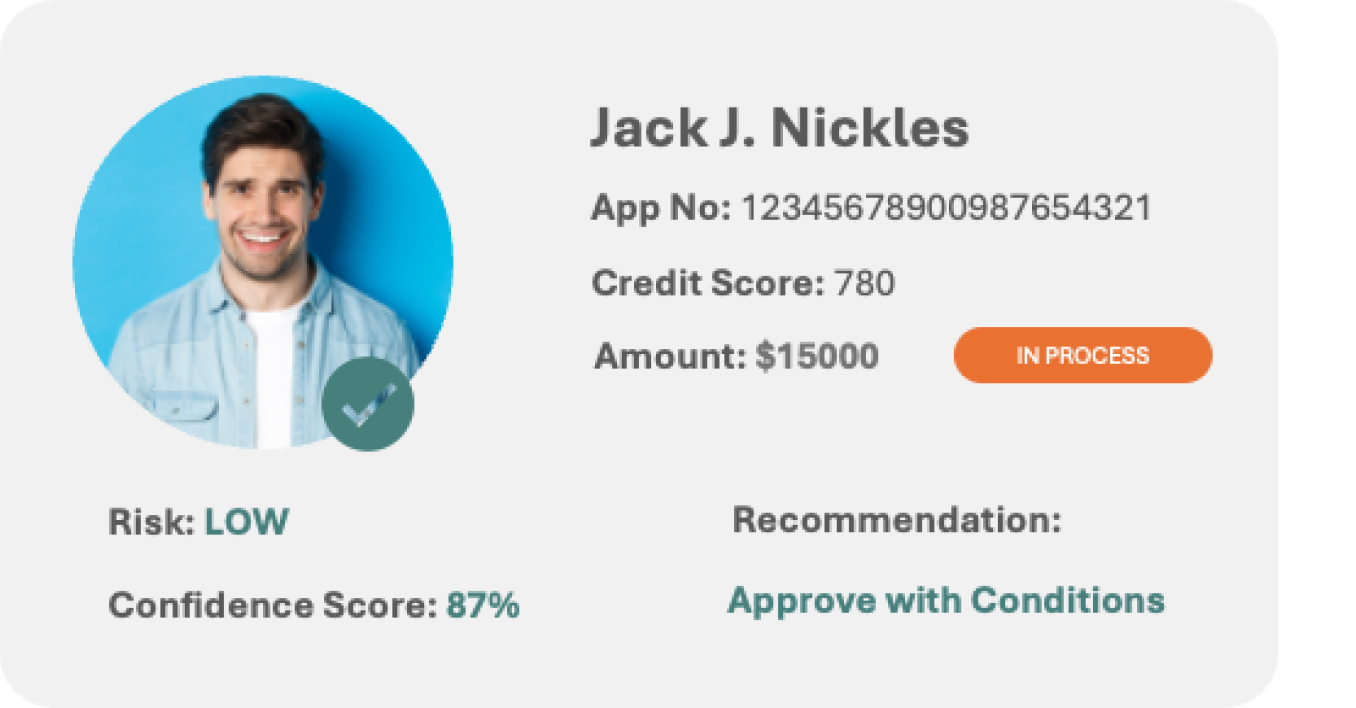 Jack J. Nickles
App No: 12345678900987654321
Credit Score: 780
Amount: $15000
IN PROCESS
Risk: LOW
Confidence Score: 87%
Recommendation:
Approve with Conditions